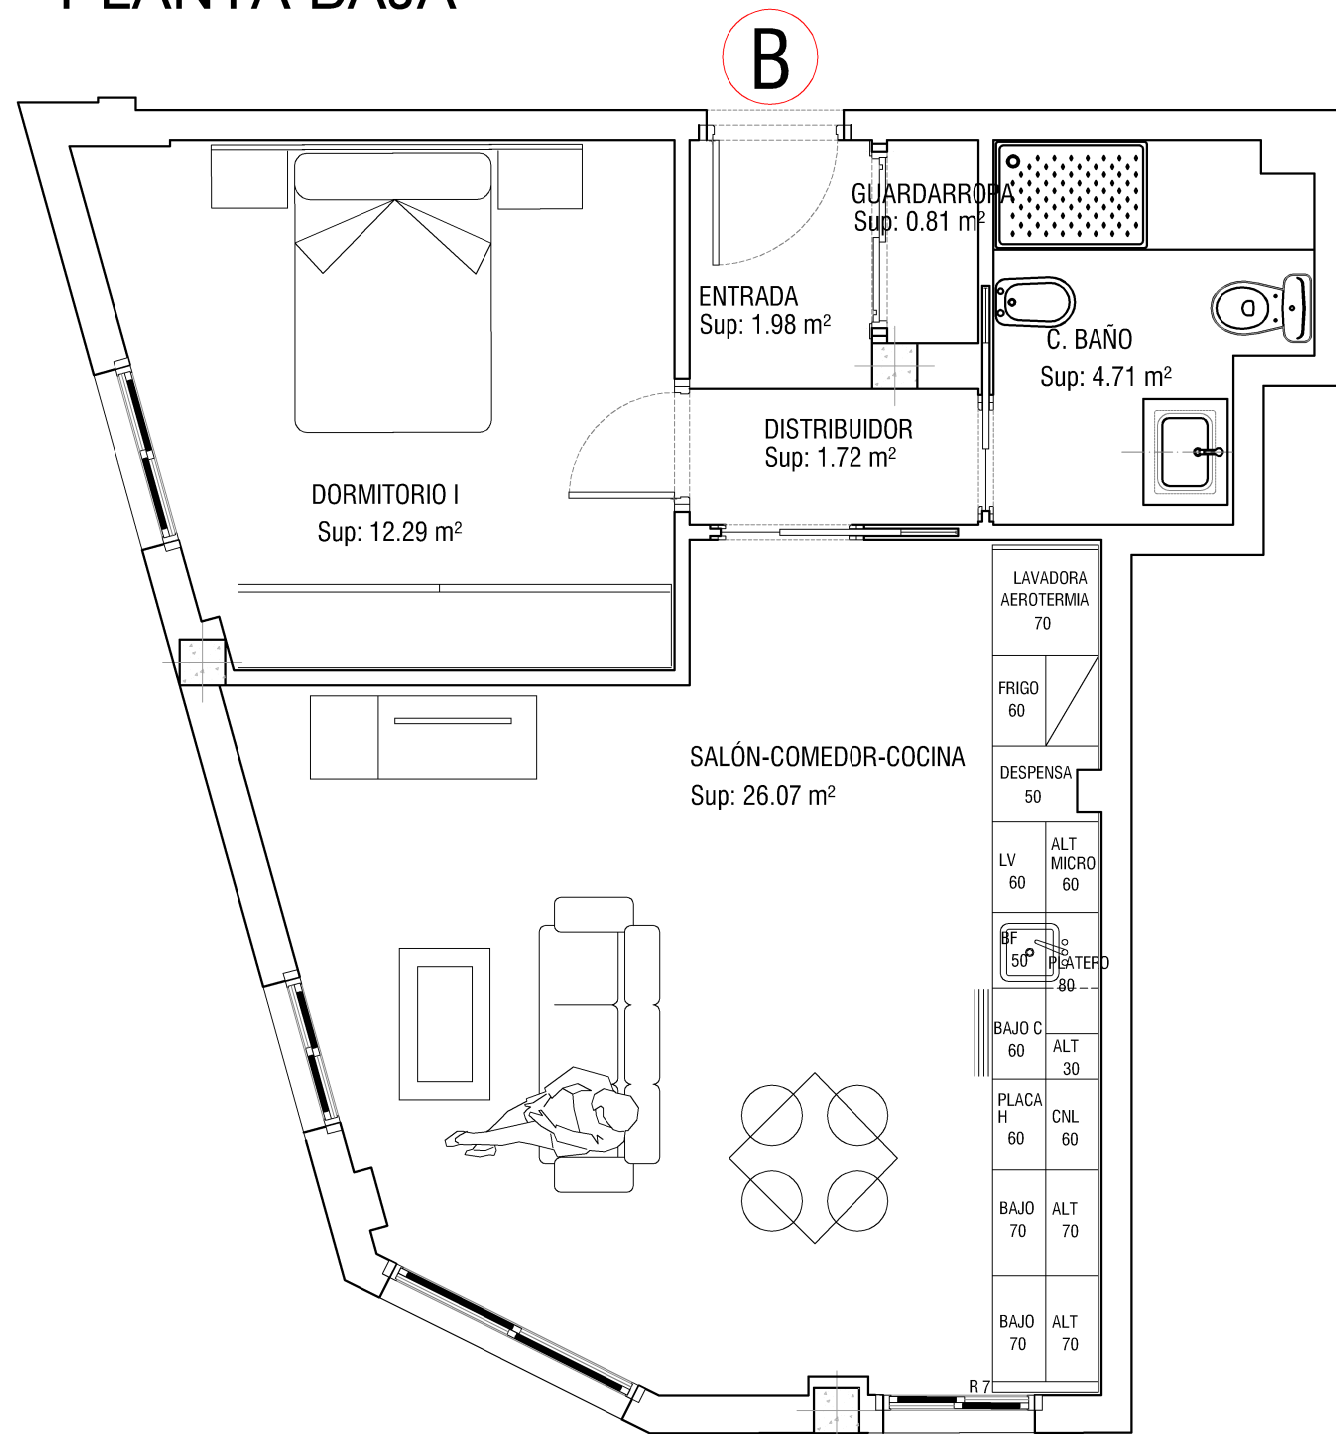 PLANTA BAJA
B
GUARDARROPA
Sup: 0.81 m²
ENTRADA
Sup: 1.98 m²
C. BAÑO
Sup: 4.71 m²
DISTRIBUIDOR
Sup: 1.72 m²
DORMITORIO I
Sup: 12.29 m²
LAVADORA
AEROTERMIA
70
FRIGO
60
SALÓN-COMEDOR-COCINA
Sup: 26.07 m²
DESPENSA
50
LV
60
ALT
MICRO
60
BF
50
PLATERO
80
BAJO C
60
ALT
30
PLACA
H
60
CNL
60
BAJO
70
ALT
70
BAJO
70
ALT
70
R 7